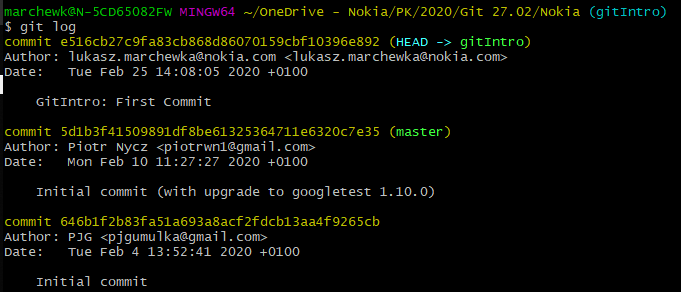 marchewk@N-5CD65082FW MINGW64 ~/OneDrive - Nokia/PK/2020/Git 27.02/Nokia (gitIntro)
$ git log
commit e516cb27c9fa83cb868d86070159cbf10396e892 (HEAD -> gitIntro)
Author: lukasz.marchewka@nokia.com <lukasz.marchewka@nokia.com>
Date:   Tue Feb 25 14:08:05 2020 +0100
    GitIntro: First Commit
commit 5d1b3f41509891df8be61325364711e6320c7e35 (master)
Author: Piotr Nycz <piotrwn1@gmail.com>
Date:   Mon Feb 10 11:27:27 2020 +0100
    Initial commit (with upgrade to googletest 1.10.0)
commit 646b1f2b83fa51a693a8acf2fdcb13aa4f9265cb
Author: PJG <pjgumulka@gmail.com>
Date:   Tue Feb 4 13:52:41 2020 +0100
    Initial commit